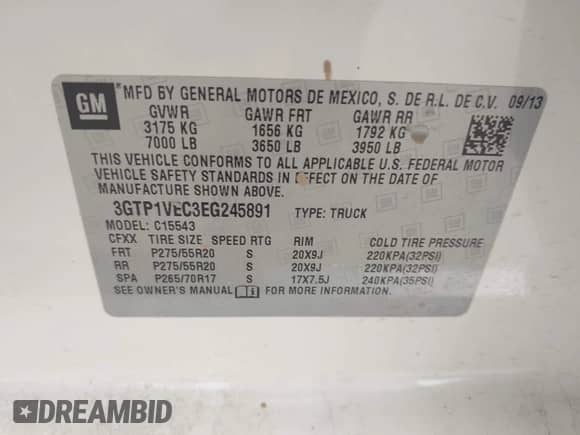 GM *MFD BY GENERAL MOTORS DE MEXICO, S. DE R.L. DE C.V. 09/13
GVWR GAWR FRT GAWR RR
3175 KG 1656 KG 1792 KG
7000 LB 3650 LB 3950 LB
THIS VEHICLE CONFORMS TO ALL APPLICABLE U.S. FEDERAL MOTOR
VEHICLE SAFETY STANDARDS IN EFFECT ON THE DATE OF
MANUFACTURE SHOWN ABOVE.
3GTP1VEC3EG245891 TYPE: TRUCK
MODEL: C15543
CFXX TIRE SIZE SPEED RTG RIM COLD TIRE PRESSURE
FRT P275/55R20 S 20X9J 220KPA(32PSI)
RR P275/55R20 S 20X9J 220KPA(32PSI)
SPA P265/70R17 S 17X7.5J 240KPA(35PSI)
SEE OWNER'S MANUAL FOR MORE INFORMATION.
DREAMBID